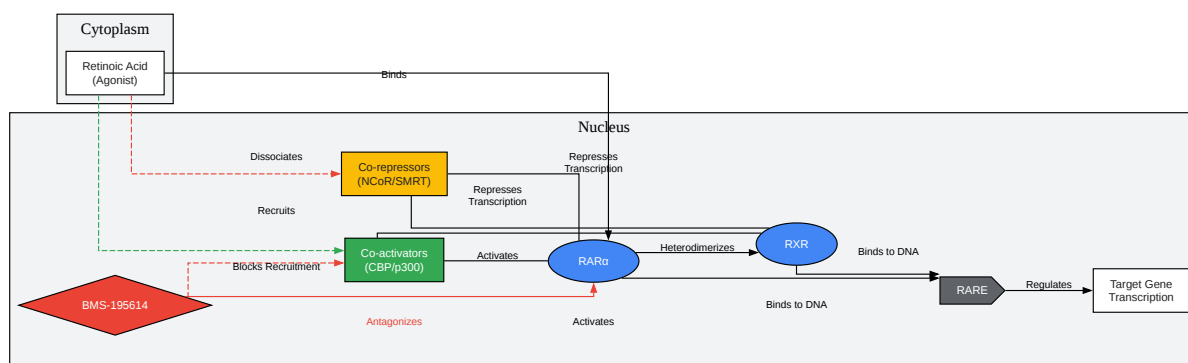 Cytoplasm
Retinoic Acid
(Agonist)
Binds
Nucleus
Dissociates
Co-repressors
(NCoR/SMRT)
Represses
Transcription
Represses
Transcription
Recruits
Co-activators
(CBP/p300)
Activates
RARα
Heterodimerizes
RXR
Binds to DNA
Blocks Recruitment
BMS-195614
Antagonizes
Activates
Binds to DNA
RARE
Regulates
Target Gene
Transcription